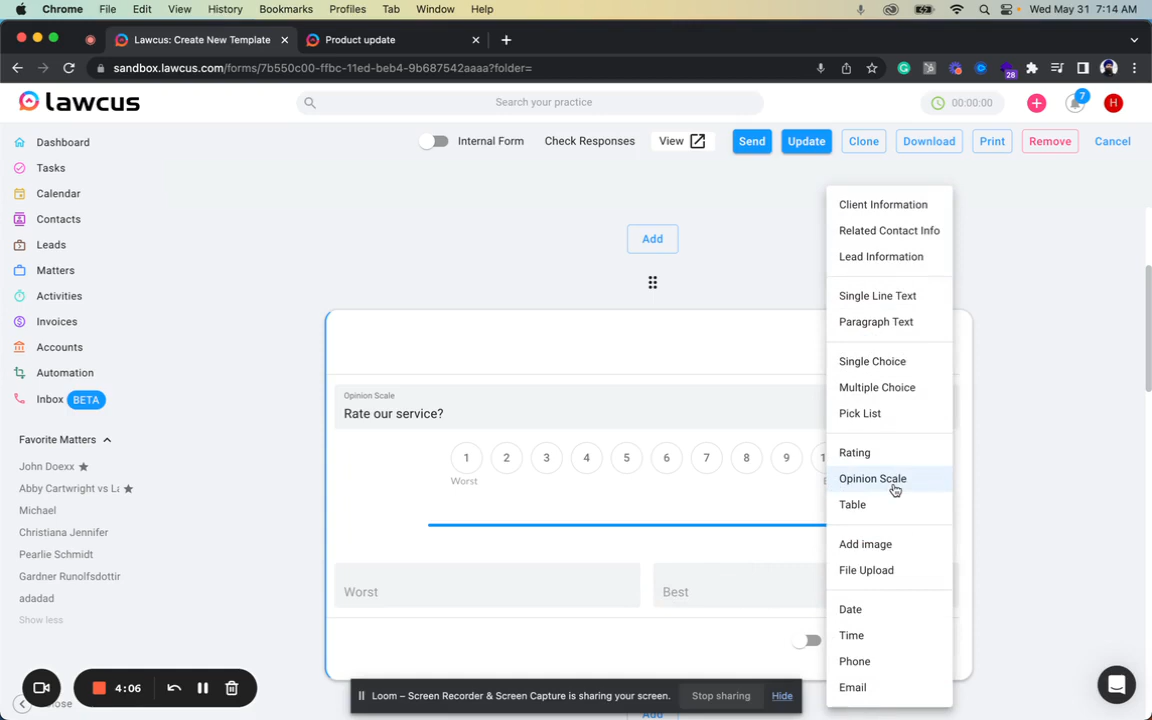 Chrome File Edit View History Bookmarks Profiles Tab Window Help Wed May 31 7:14 AM
Lawcus: Create New Template Product update
sandbox.lawcus.com/forms/7b550c00-ffbc-11ed-beb4-9b687542aaaa?folder=
28
Lawcus Search your practice 00:00:00 7 H
Internal Form Check Responses View Send Update Clone Download Print Remove Cancel
Dashboard
Tasks
Calendar
Contacts
Leads
Matters
Activities
Invoices
Accounts
Automation
Inbox BETA
Favorite Matters
John Doexx
Abby Cartwright vs La
Michael
Christiana Jennifer
Pearlie Schmidt
Gardner Runolfsdottir
adadad
Show less
Add
Opinion Scale
Rate our service?
1 2 3 4 5 6 7 8 9 1
Worst
Worst Best
Client Information
Related Contact Info
Lead Information
Single Line Text
Paragraph Text
Single Choice
Multiple Choice
Pick List
Rating
Opinion Scale
Table
Add image
File Upload
Date
Time
Phone
Email
4:06
Loom – Screen Recorder & Screen Capture is sharing your screen. Stop sharing Hide
Add